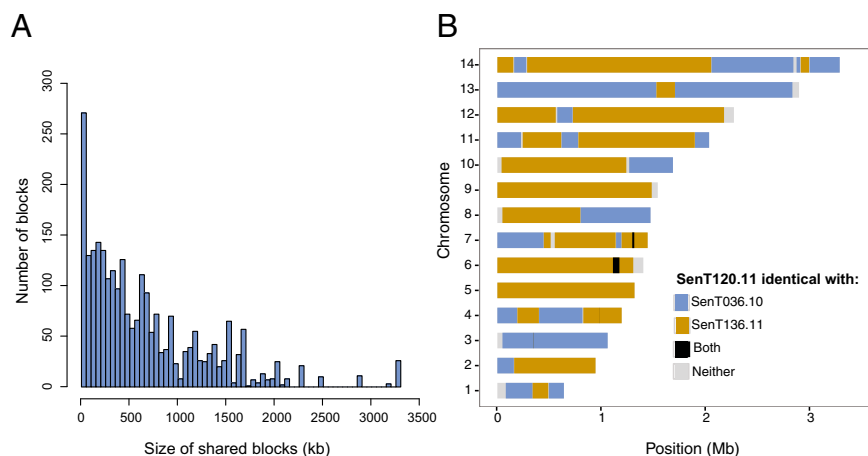 A
Number of blocks
300
250
200
150
100
50
0
0 500 1000 1500 2000 2500 3000 3500
Size of shared blocks (kb)
B
Chromosome
14
13
12
11
10
9
8
7
6
5
4
3
2
1
0 1 2 3
Position (Mb)
SenT120.11 identical with:
SenT036.10
SenT136.11
Both
Neither